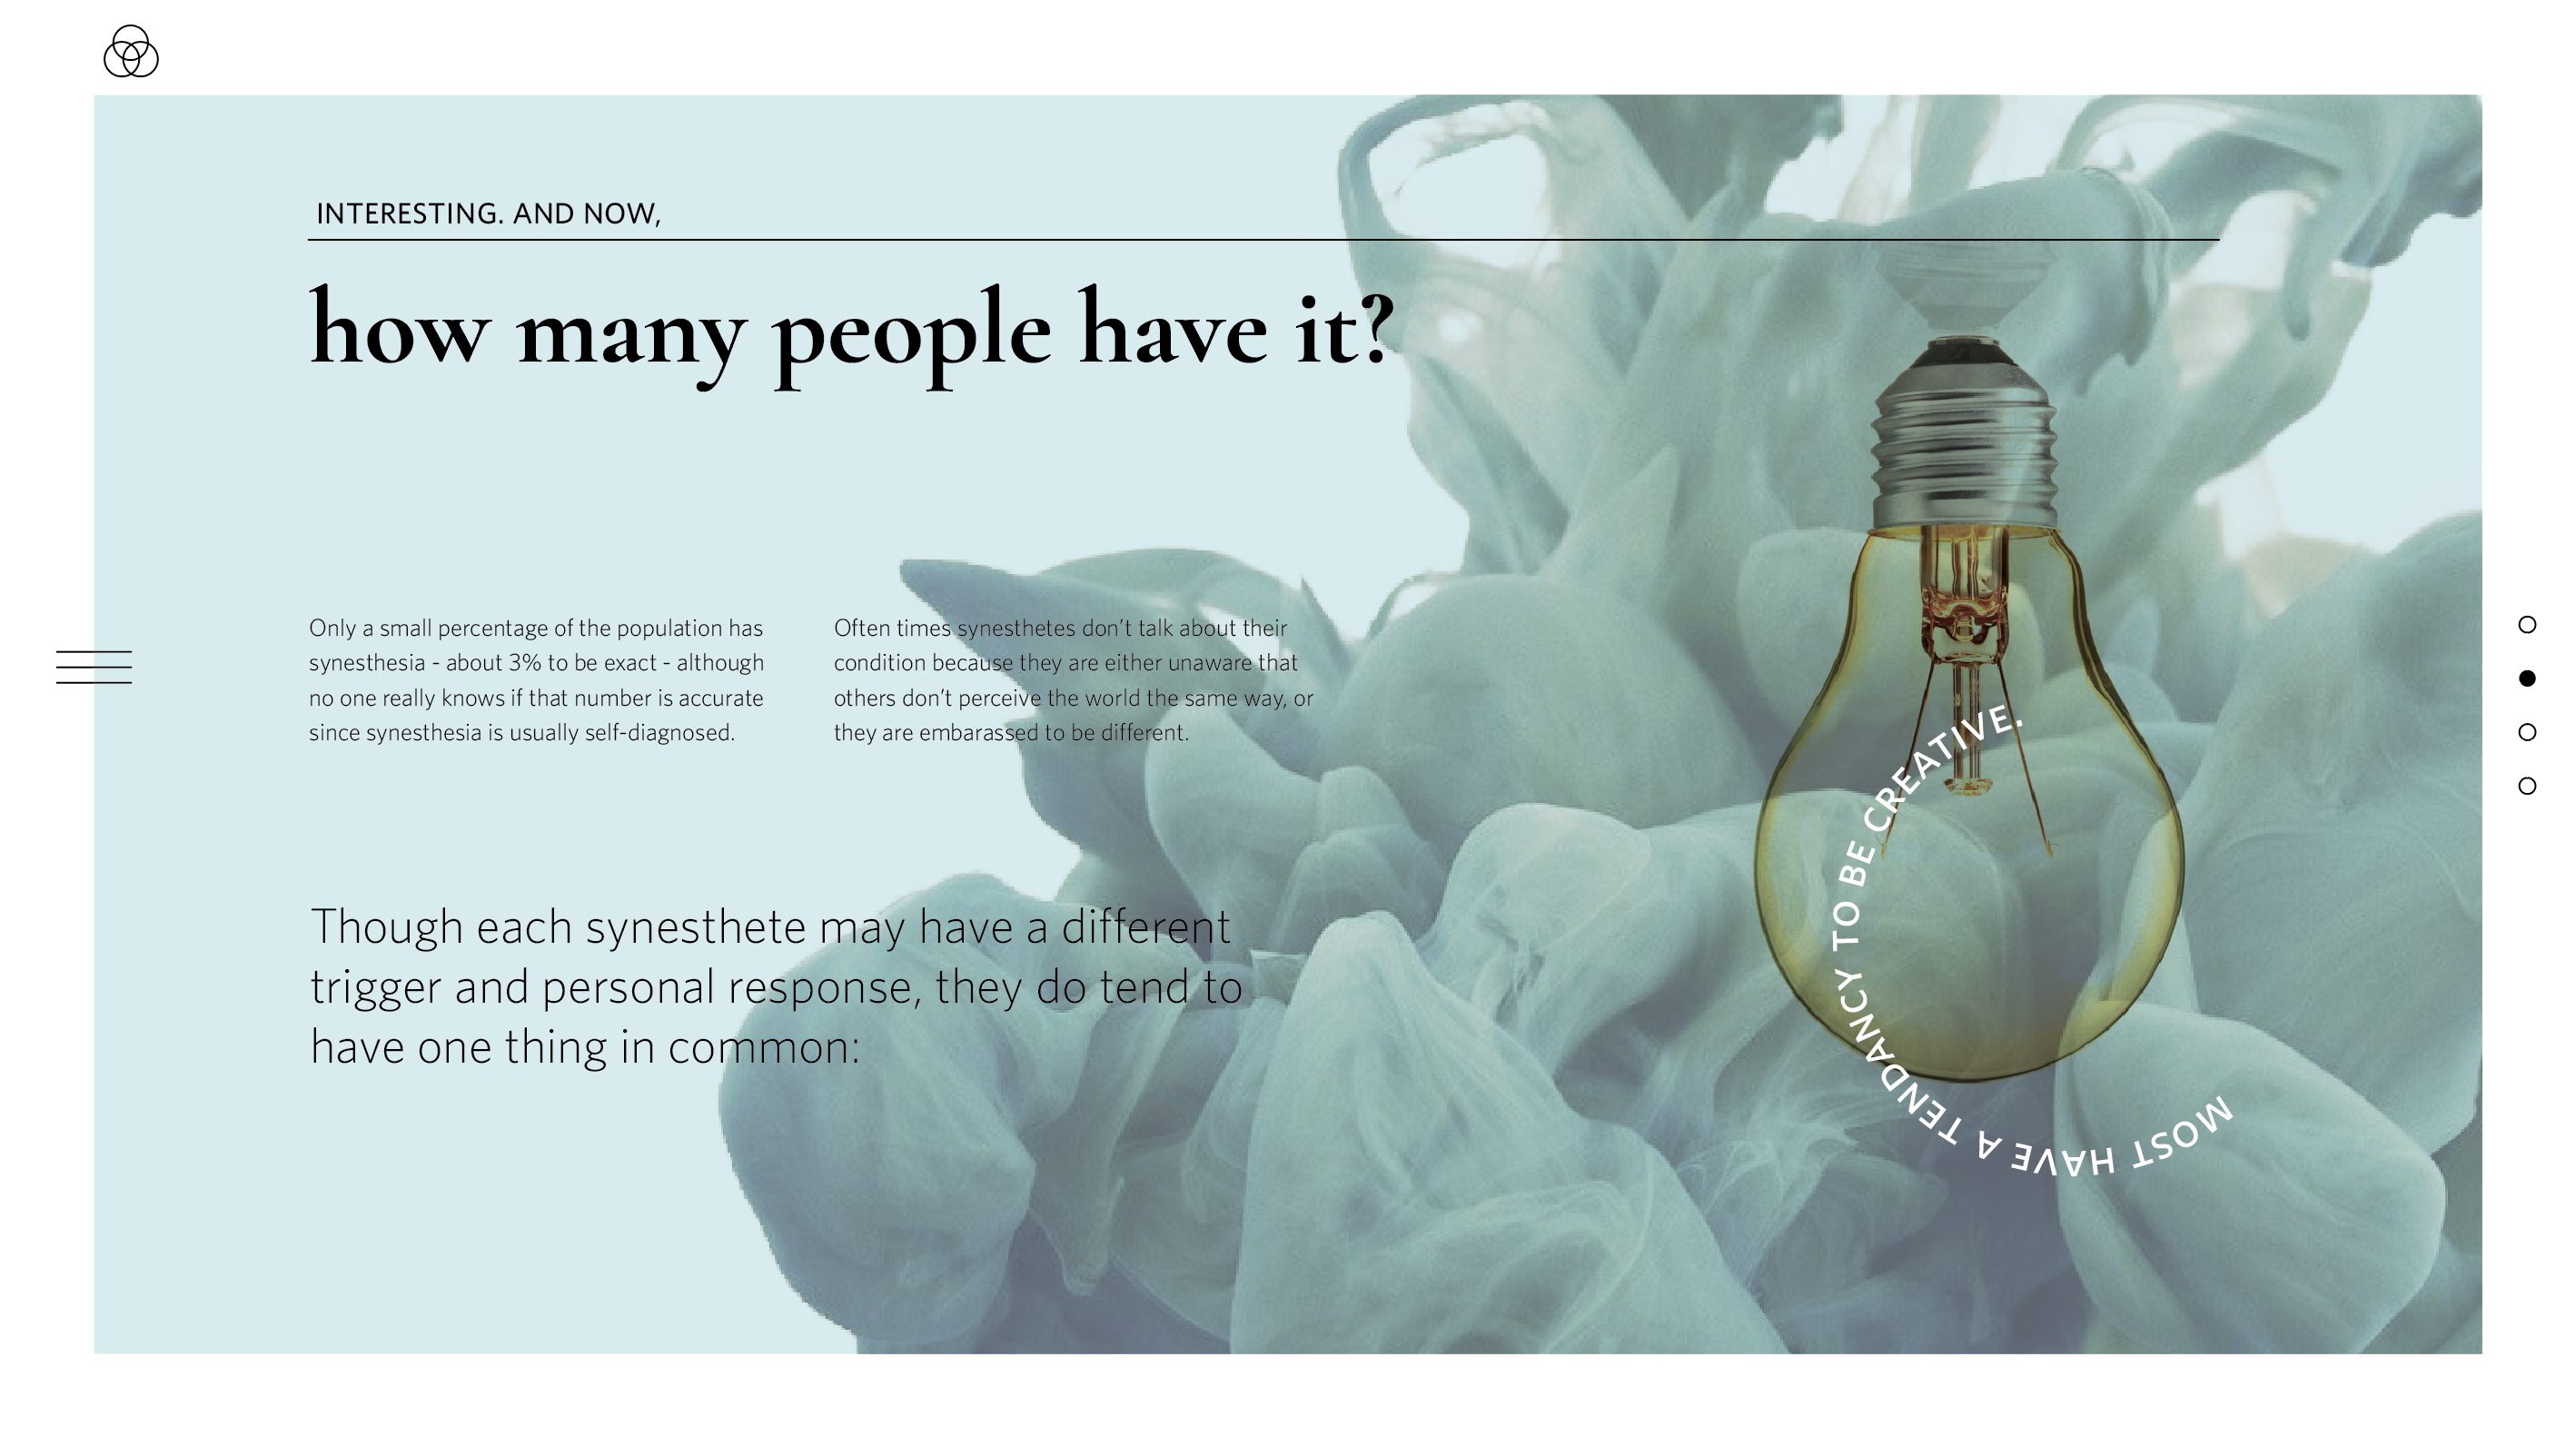 INTERESTING. AND NOW,
how many people have it?
Only a small percentage of the population has
synesthesia - about 3% to be exact - although
no one really knows if that number is accurate
since synesthesia is usually self-diagnosed.
Often times synesthetes don't talk about their
condition because they are either unaware that
others don't perceive the world the same way, or
they are embarassed to be different.
Though each synesthete may have a different
trigger and personal response, they do tend to
have one thing in common:
MOST HAVE A TENDANCY TO BE CREATIVE.